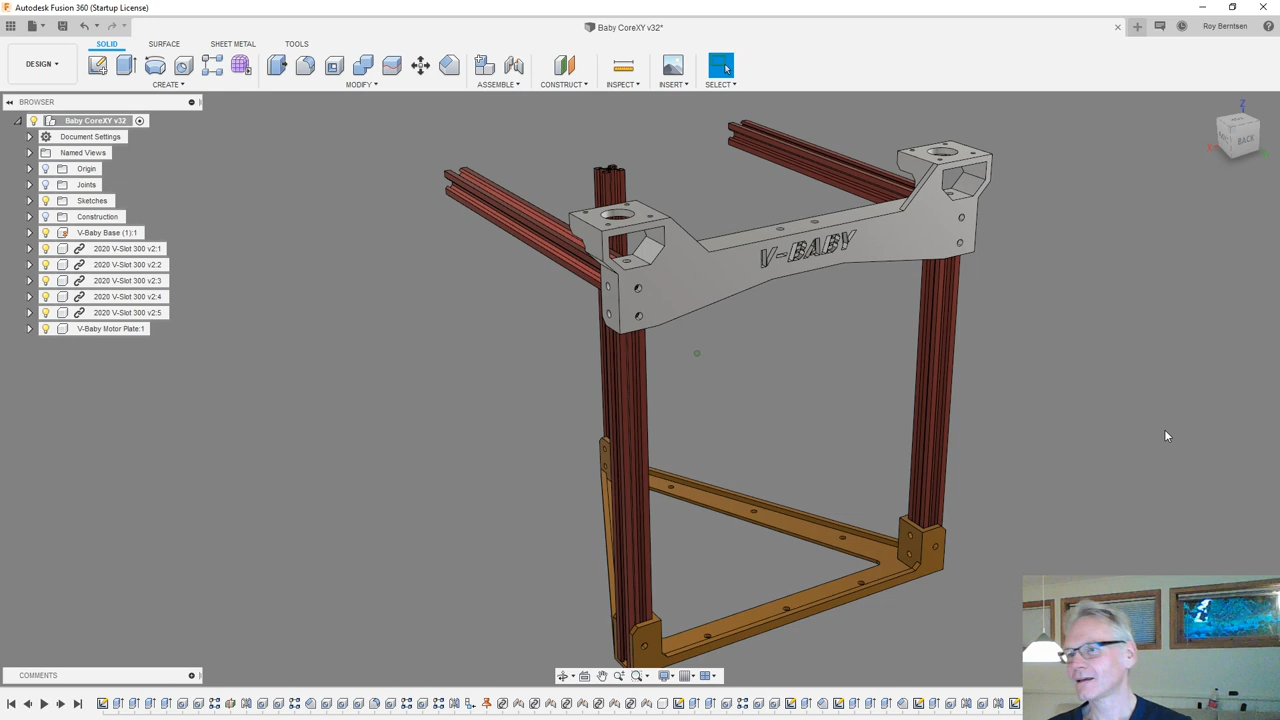 Autodesk Fusion 360 (Startup License)
Baby CoreXY v32*
Roy Berntsen
SOLID SURFACE SHEET METAL TOOLS
DESIGN▾
CREATE▾ MODIFY▾ ASSEMBLE▾ CONSTRUCT▾ INSPECT▾ INSERT▾ SELECT▾
BROWSER
Baby CoreXY v32
Document Settings
Named Views
Origin
Joints
Sketches
Construction
V-Baby Base (1):1
2020 V-Slot 300 v2:1
2020 V-Slot 300 v2:2
2020 V-Slot 300 v2:3
2020 V-Slot 300 v2:4
2020 V-Slot 300 v2:5
V-Baby Motor Plate:1
V-BABY
Z
X
BACK
COMMENTS